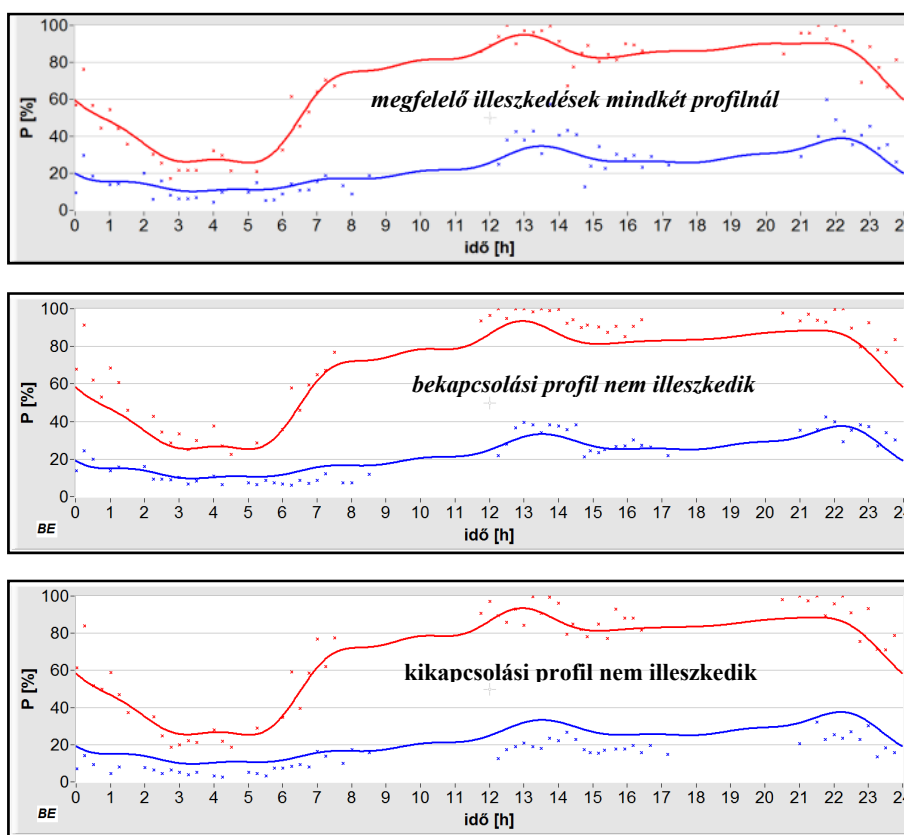 100
80
60
40
20
0
P [%]
megfelelő illeszkedések mindkét profilnál
0 1 2 3 4 5 6 7 8 9 10 11 12 13 14 15 16 17 18 19 20 21 22 23 24
idő [h]
100
80
60
40
20
0
P [%]
bekapcsolási profil nem illeszkedik
0 1 2 3 4 5 6 7 8 9 10 11 12 13 14 15 16 17 18 19 20 21 22 23 24
BE
idő [h]
100
80
60
40
20
0
P [%]
kikapcsolási profil nem illeszkedik
0 1 2 3 4 5 6 7 8 9 10 11 12 13 14 15 16 17 18 19 20 21 22 23 24
BE
idő [h]